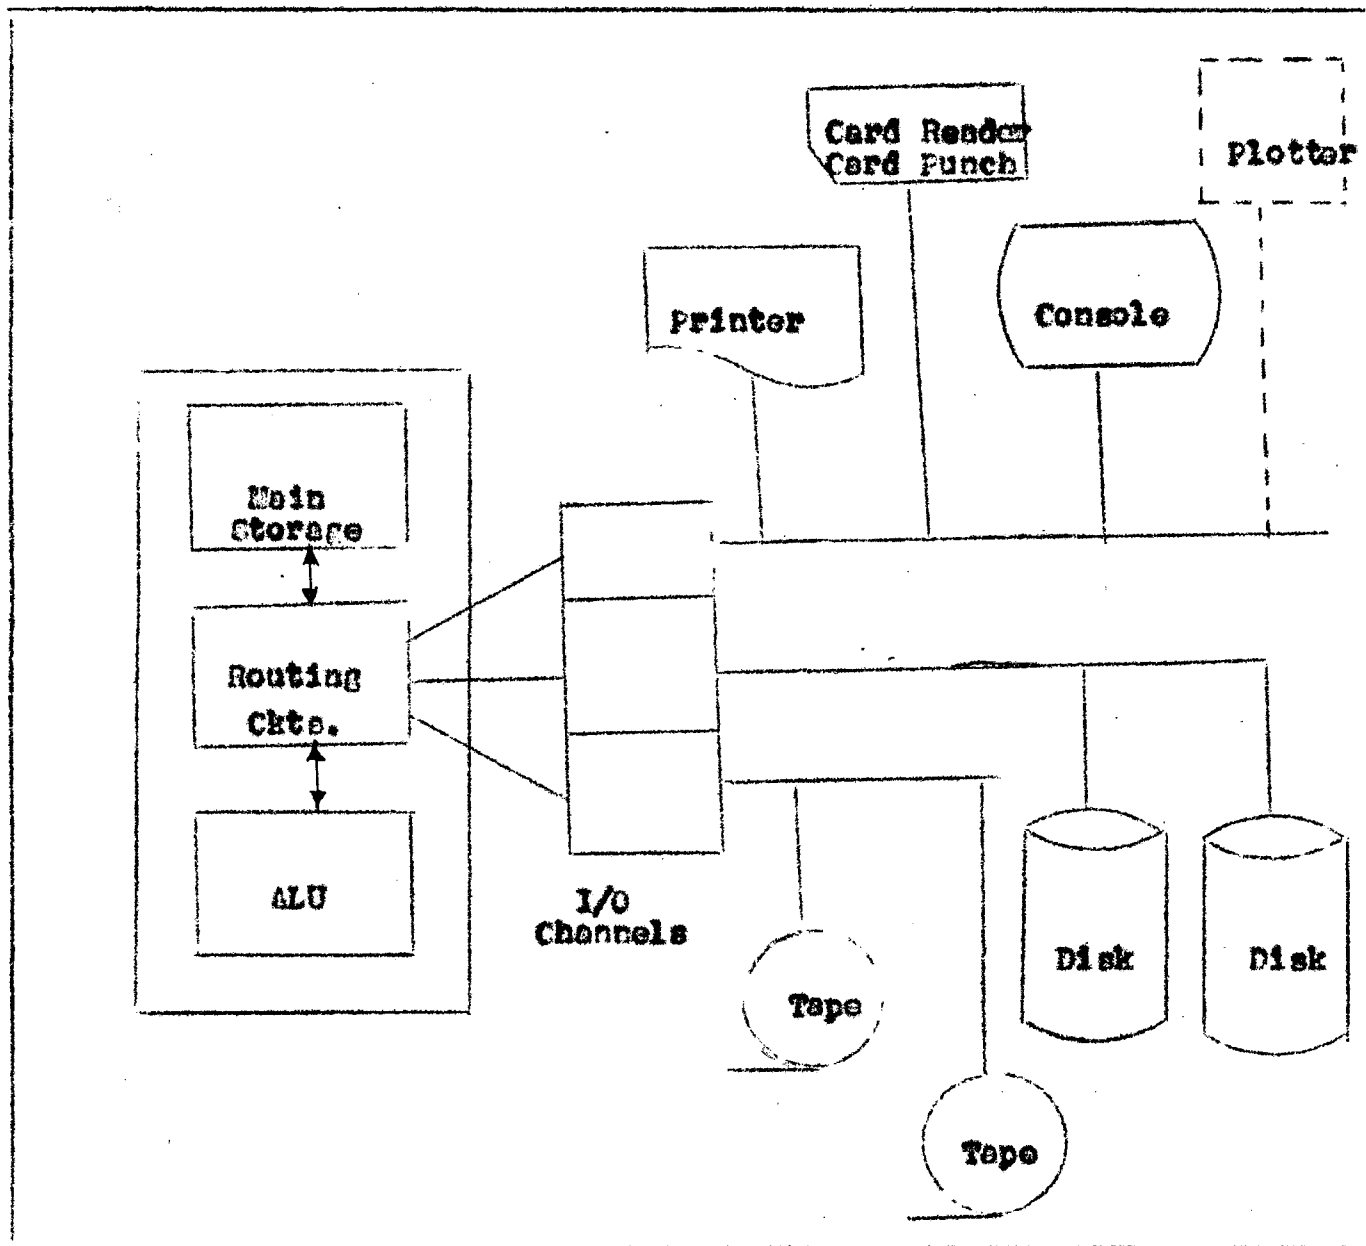 Plotter
Card Reader
Card Punch
Printer
Console
Main
Storage
Routing
Ckts.
ALU
I/O
Channels
Tape
Disk
Disk
Tape